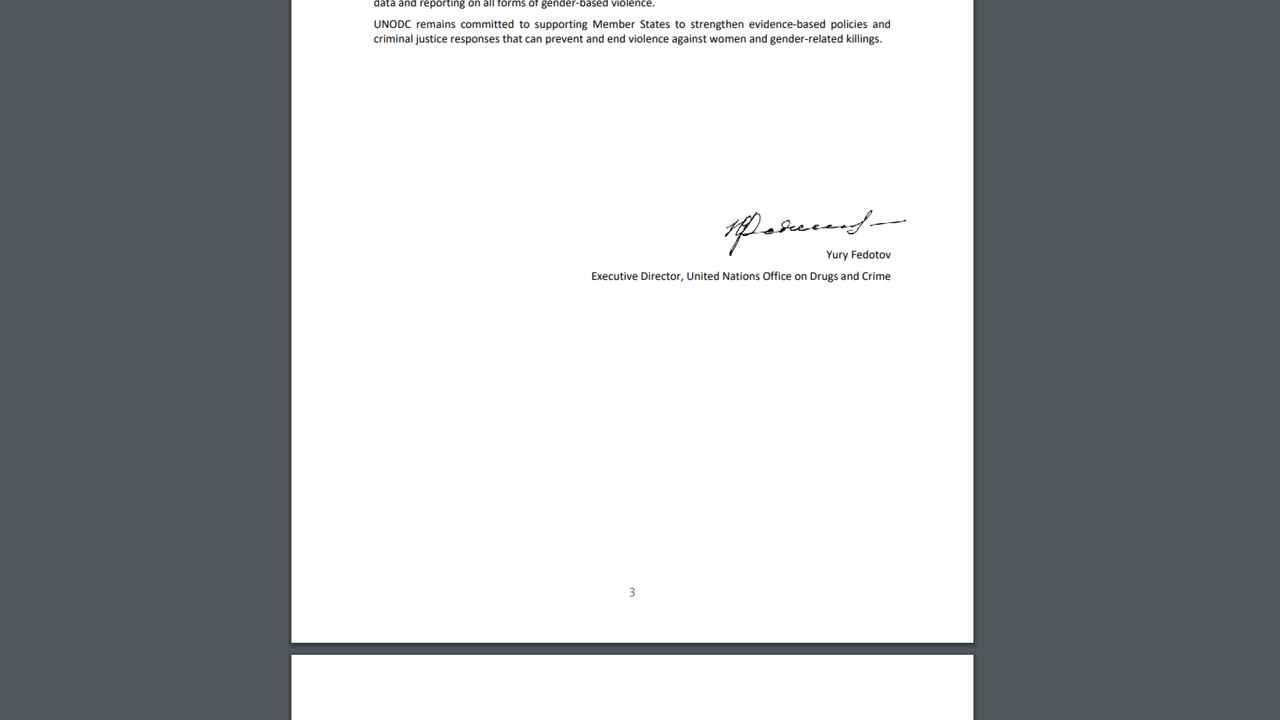 data and reporting on all forms of gender-based violence.
UNODC remains committed to supporting Member States to strengthen evidence-based policies and
criminal justice responses that can prevent and end violence against women and gender-related killings.
Yury Fedotov
Executive Director, United Nations Office on Drugs and Crime
3